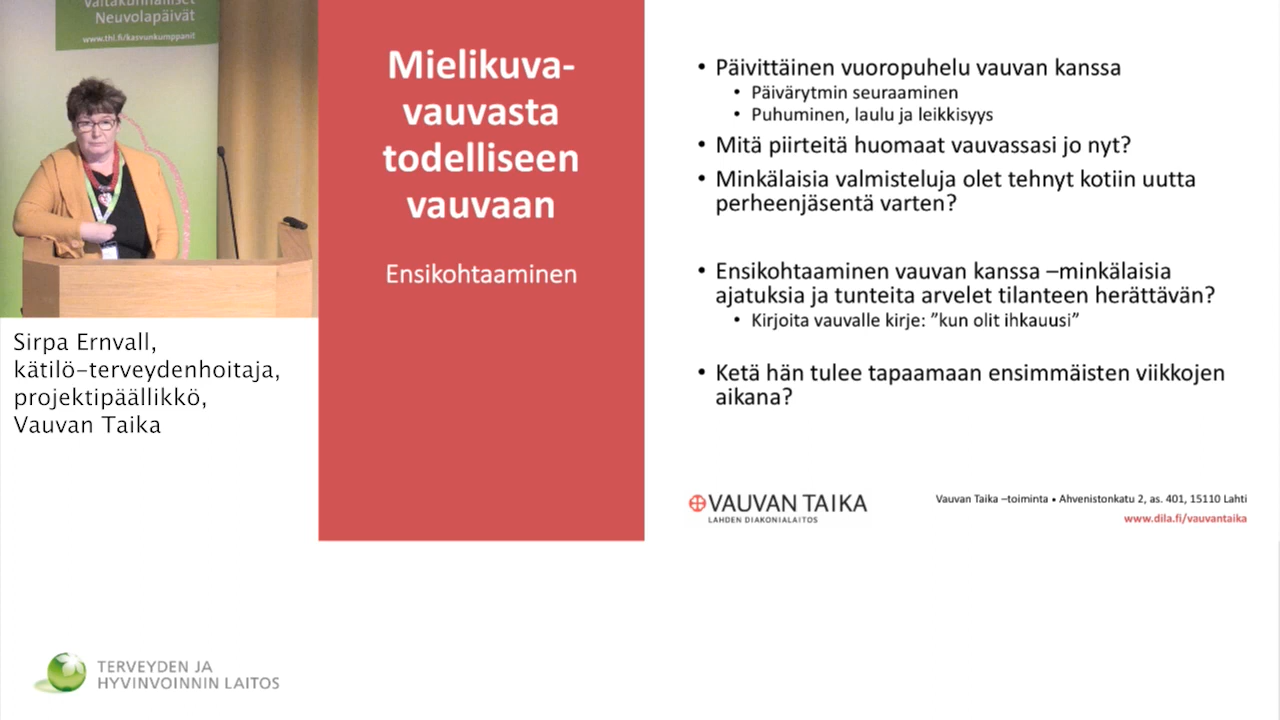 Valtakunnalliset
Neuvolapäivät
www.thl.fi/kasvunkumppanit
Sirpa Ernvall,
kätilö-terveydenhoitaja,
projektipäällikkö,
Vauvan Taika
Mielikuva-
vauvasta
todelliseen
vauvaan
Ensikohtaaminen
• Päivittäinen vuoropuhelu vauvan kanssa
• Päivärytmin seuraaminen
• Puhuminen, laulu ja leikkisyys
• Mitä piirteitä huomaat vauvassasi jo nyt?
• Minkälaisia valmisteluja olet tehnyt kotiin uutta
perheenjäsentä varten?
• Ensikohtaaminen vauvan kanssa –minkälaisia
ajatuksia ja tunteita arvelet tilanteen herättävän?
• Kirjoita vauvalle kirje: ”kun olit ihkauusi”
• Ketä hän tulee tapaamaan ensimmäisten viikkojen
aikana?
VAUVAN TAIKA
LAHDEN DIAKONIALAITOS
Vauvan Taika –toiminta • Ahvenistonkatu 2, as. 401, 15110 Lahti
www.dila.fi/vauvantaika
TERVEYDEN JA
HYVINVOINNIN LAITOS